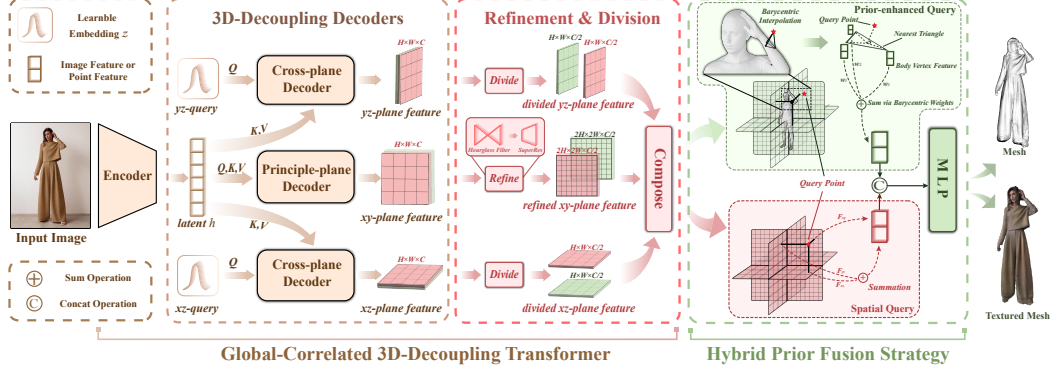 Learnable
Embedding z
Image Feature or
Point Feature
Input Image
Sum Operation
Concat Operation
Encoder
latent h
3D-Decoupling Decoders
yz-query
Q
Cross-plane
Decoder
H×W×C
yz-plane feature
K,V
Q,K,V
Principle-plane
Decoder
H×W×C
xy-plane feature
K,V
xz-query
Q
Cross-plane
Decoder
H×W×C
xz-plane feature
Refinement & Division
Divide
H×W×C/2
H×W×C/2
divided yz-plane feature
Hourglass Filter
SuperRes
Refine
2H×2W×C/2
2H×2W×C/2
refined xy-plane feature
Divide
H×W×C/2
H×W×C/2
divided xz-plane feature
Compose
Prior-enhanced Query
Barycentric
Interpolation
Query Point
Nearest Triangle
Body Vertex Feature
Sum via Barycentric Weights
Query Point
C
MLP
Summation
Spatial Query
Mesh
Textured Mesh
Global-Correlated 3D-Decoupling Transformer
Hybrid Prior Fusion Strategy